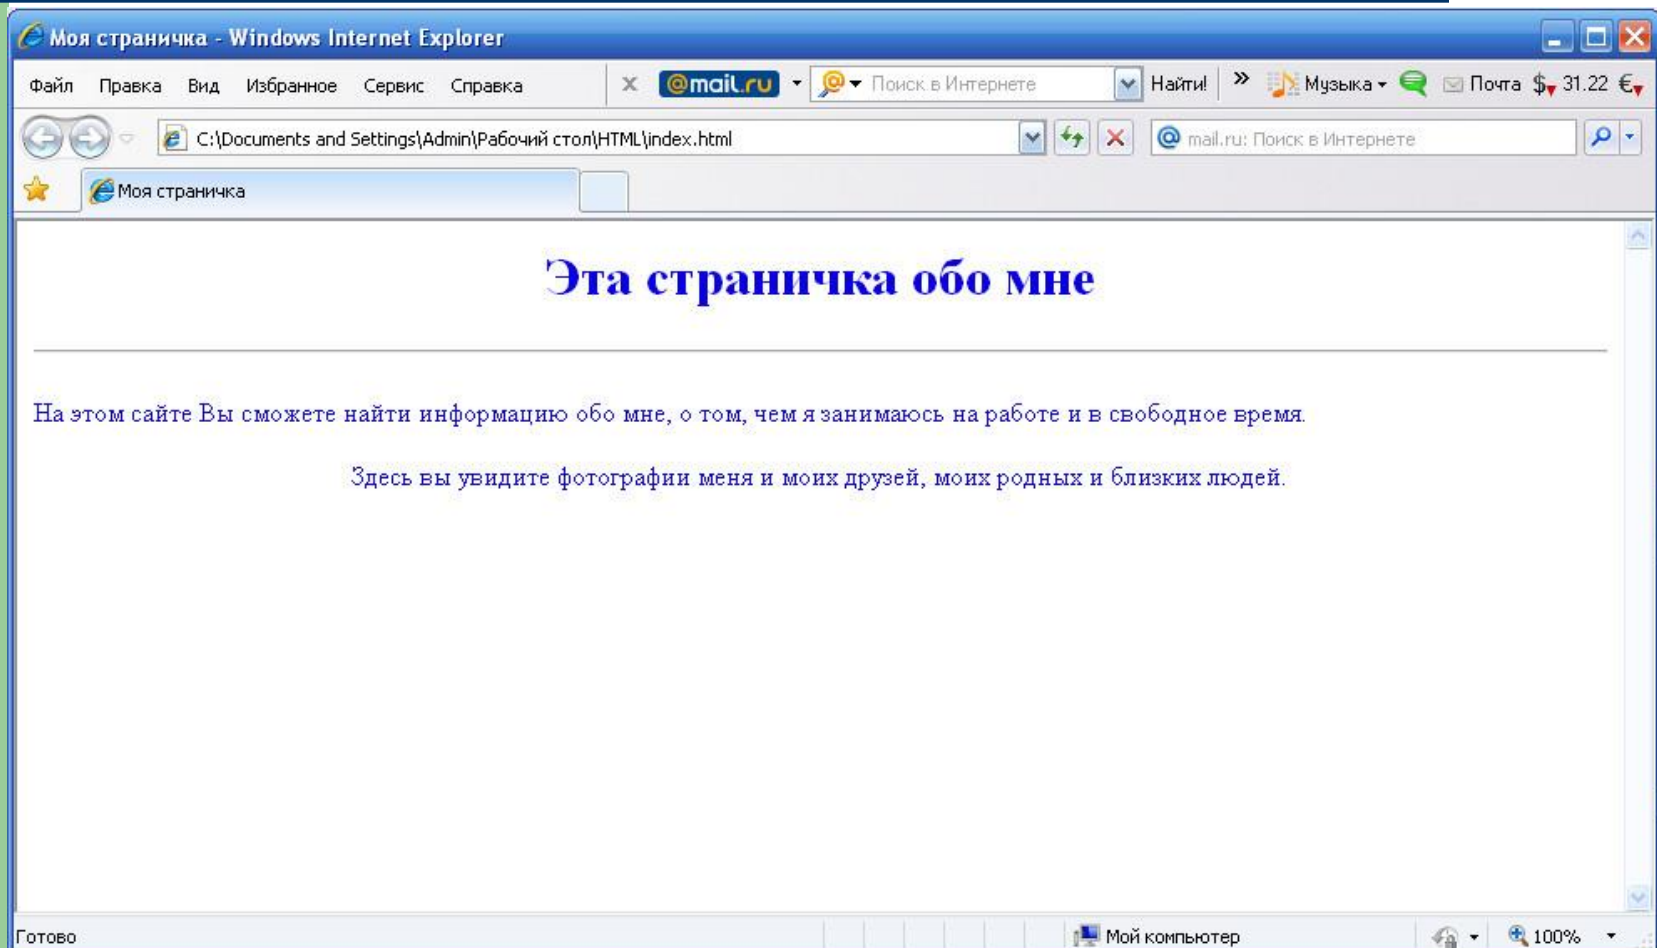 Моя страничка - Windows Internet Explorer
Файл Правка Вид Избранное Сервис Справка X @mail.ru Поиск в Интернете Найти! » Музыка Почта $ 31.22 €
C:\Documents and Settings\Admin\Рабочий стол\HTML\index.html @ mail.ru: Поиск в Интернете
Моя страничка
Эта страничка обо мне
На этом сайте Вы сможете найти информацию обо мне, о том, чем я занимаюсь на работе и в свободное время.
Здесь вы увидите фотографии меня и моих друзей, моих родных и близких людей.
Готово Мой компьютер 100%